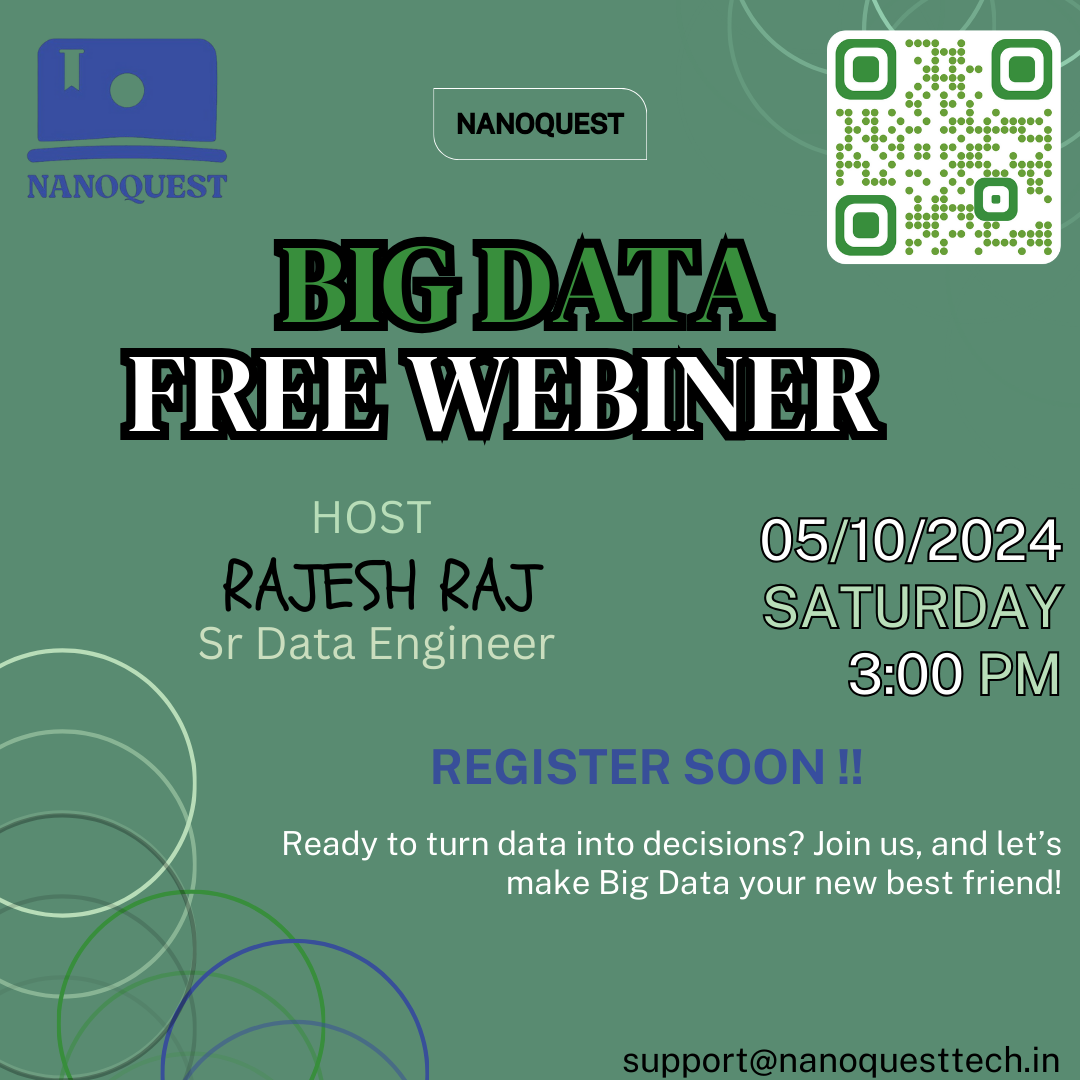 NANOQUEST
NANOQUEST
BIG DATA
FREE WEBINER
HOST
RAJESH RAJ
Sr Data Engineer
05/10/2024
SATURDAY
3:00 PM
REGISTER SOON !!
Ready to turn data into decisions? Join us, and let’s
make Big Data your new best friend!
support@nanoquesttech.in